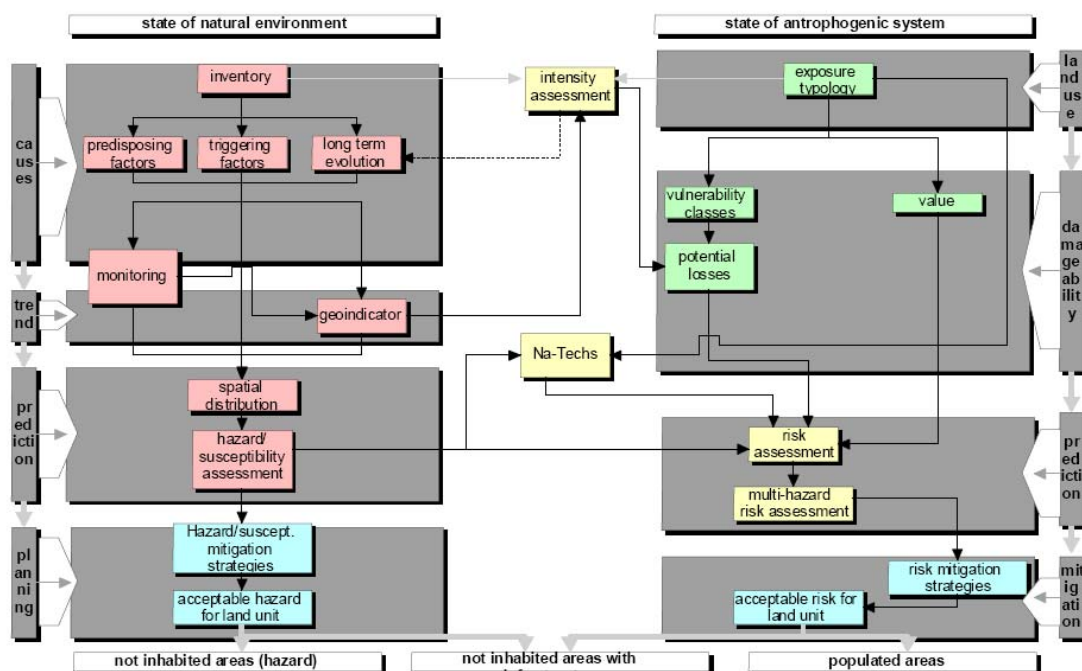 state of natural environment
state of antrophogenic system
inventory
intensity
assessment
exposure
typology
la
nd
us
e
predisposing
factors
triggering
factors
long term
evolution
ca
us
es
vulnerability
classes
value
monitoring
potential
losses
da
ma
ge
ab
ility
tre
nd
geoindicator
Na-Techs
spatial
distribution
pr
ed
icti
on
hazard/
susceptibility
assessment
risk
assessment
pr
ed
icti
on
multi-hazard
risk assessment
Hazard/suscept.
mitigation
strategies
pl
an
ni
ng
risk mitigation
strategies
mit
ig
ati
on
acceptable hazard
for land unit
acceptable risk for
land unit
not inhabited areas (hazard)
not inhabited areas with
populated areas